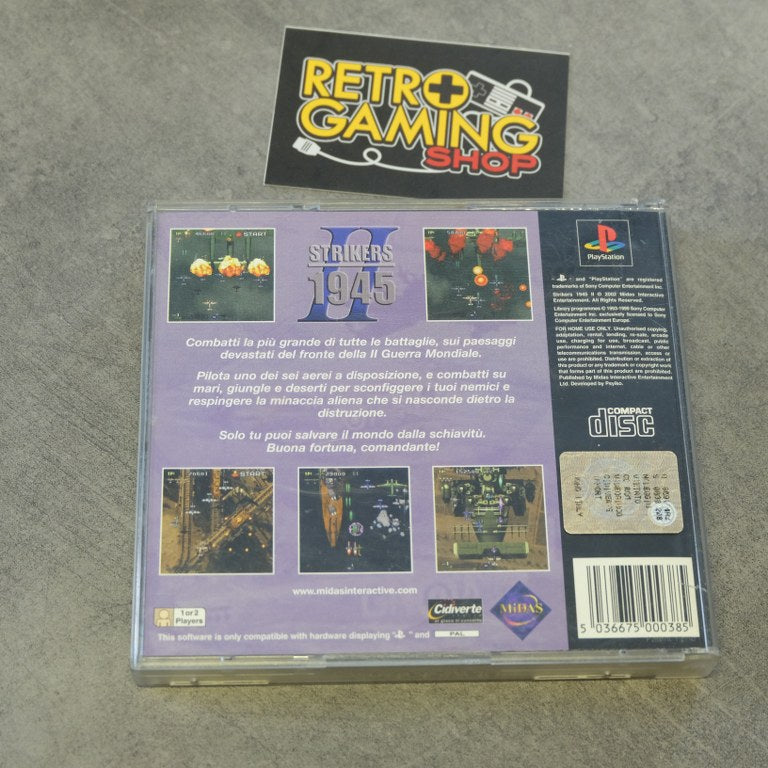 RETRO
GAMING
SHOP
START
II
STRIKERS
1945
PlayStation
Combatti la più grande di tutte le battaglie, sui paesaggi
devastati del fronte della II Guerra Mondiale.
Pilota uno dei sei aerei a disposizione, e combatti su
mari, giungle e deserti per sconfiggere i tuoi nemici e
respingere la minaccia aliena che si nasconde dietro la
distruzione.
Solo tu puoi salvare il mondo dalla schiavitù.
Buona fortuna, comandante!
" and "PlayStation" are registered
trademarks of Sony Computer Entertainment Inc.
Strikers 1945 II © 2002 Midas Interactive
Entertainment. All Rights Reserved.
Library programmes © 1993-1999 Sony Computer
Entertainment Inc. exclusively licensed to Sony
Computer Entertainment Europe.
FOR HOME USE ONLY. Unauthorised copying,
adaptation, rental, lending, re-sale, arcade
use, charging for use, broadcast, public
performance and internet, cable or other
telecommunications transmission, access or
use are prohibited. Distribution or extraction of
this product or any trademark or copyright work
that forms part of this product are prohibited.
Published by Midas Interactive Entertainment
Ltd. Developed by Psyikyo.
COMPACT
disc
START
www.midasinteractive.com
1 or 2
Players
Cidiverte
MiDAS
This software is only compatible with hardware displaying " " and
PAL
5 036675 000385